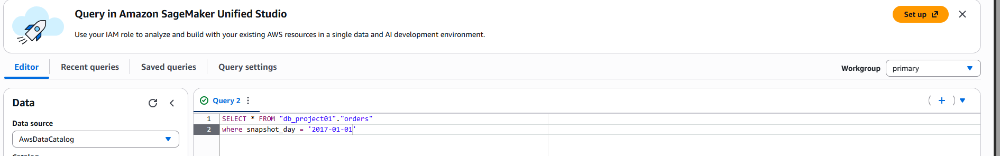 Query in Amazon SageMaker Unified Studio
Set up
Use your IAM role to analyze and build with your existing AWS resources in a single data and AI development environment.
Editor
Recent queries
Saved queries
Query settings
Workgroup
primary
Data
Query 2
Data source
AwsDataCatalog
1 SELECT * FROM "db_project01"."orders"
2 where snapshot_day = '2017-01-01'